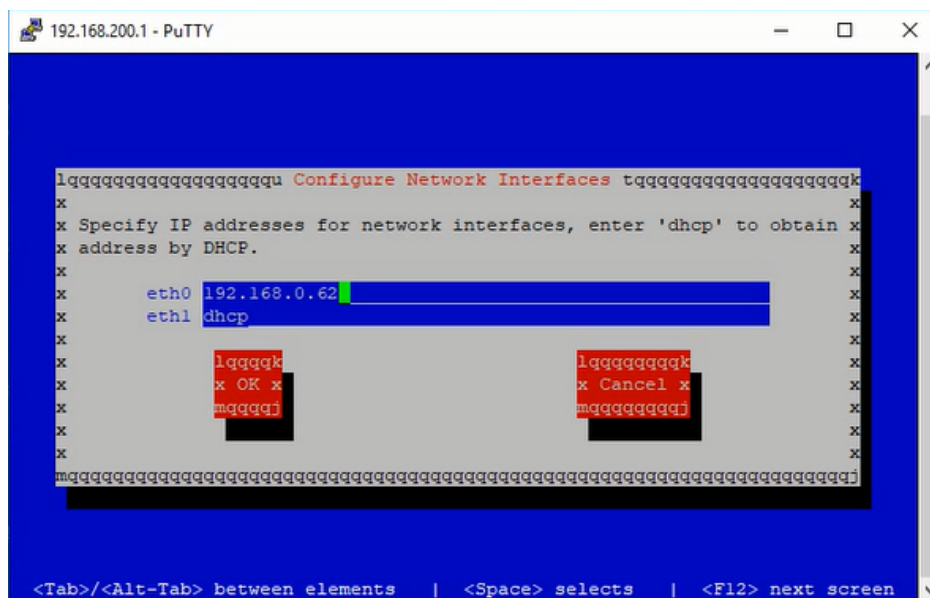 192.168.200.1 - PuTTY
lqqqqqqqqqqqqqqqqqqqu Configure Network Interfaces tqqqqqqqqqqqqqqqqqqqqk
x x
x Specify IP addresses for network interfaces, enter 'dhcp' to obtain x
x address by DHCP. x
x x
x eth0 192.168.0.62 x
x eth1 dhcp x
x x
x lqqqqk lqqqqqqqqk x
x x OK x x Cancel x x
x mqqqqj mqqqqqqqqj x
x x
x x
mqqqqqqqqqqqqqqqqqqqqqqqqqqqqqqqqqqqqqqqqqqqqqqqqqqqqqqqqqqqqqqqqqqqqqj
<Tab>/<Alt-Tab> between elements | <Space> selects | <F12> next screen